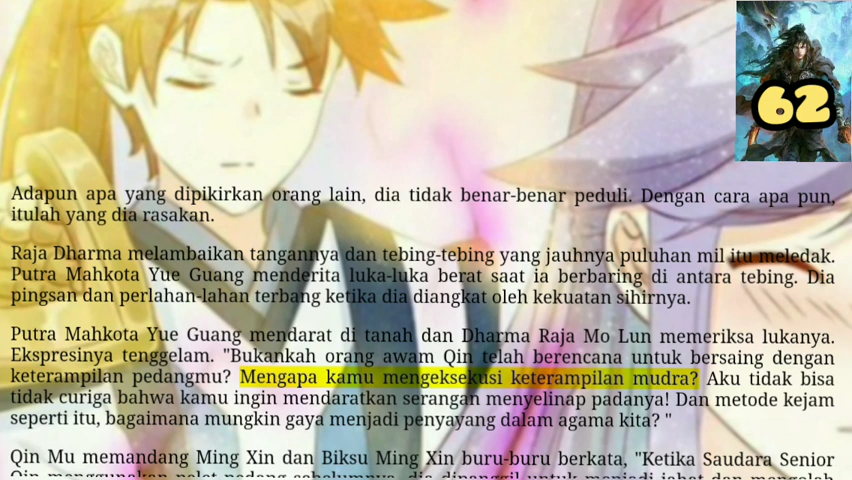 62
Adapun apa yang dipikirkan orang lain, dia tidak benar-benar peduli. Dengan cara apa pun,
itulah yang dia rasakan.
Raja Dharma melambaikan tangannya dan tebing-tebing yang jauhnya puluhan mil itu meledak.
Putra Mahkota Yue Guang menderita luka-luka berat saat ia berbaring di antara tebing. Dia
pingsan dan perlahan-lahan terbang ketika dia diangkat oleh kekuatan sihirnya.
Putra Mahkota Yue Guang mendarat di tanah dan Dharma Raja Mo Lun memeriksa lukanya.
Ekspresinya tenggelam. "Bukankah orang awam Qin telah berencana untuk bersaing dengan
keterampilan pedangmu? Mengapa kamu mengeksekusi keterampilan mudra? Aku tidak bisa
tidak curiga bahwa kamu ingin mendaratkan serangan menyelinap padanya! Dan metode kejam
seperti itu, bagaimana mungkin gaya menjadi penyayang dalam agama kita? "
Qin Mu memandang Ming Xin dan Biksu Ming Xin buru-buru berkata, "Ketika Saudara Senior